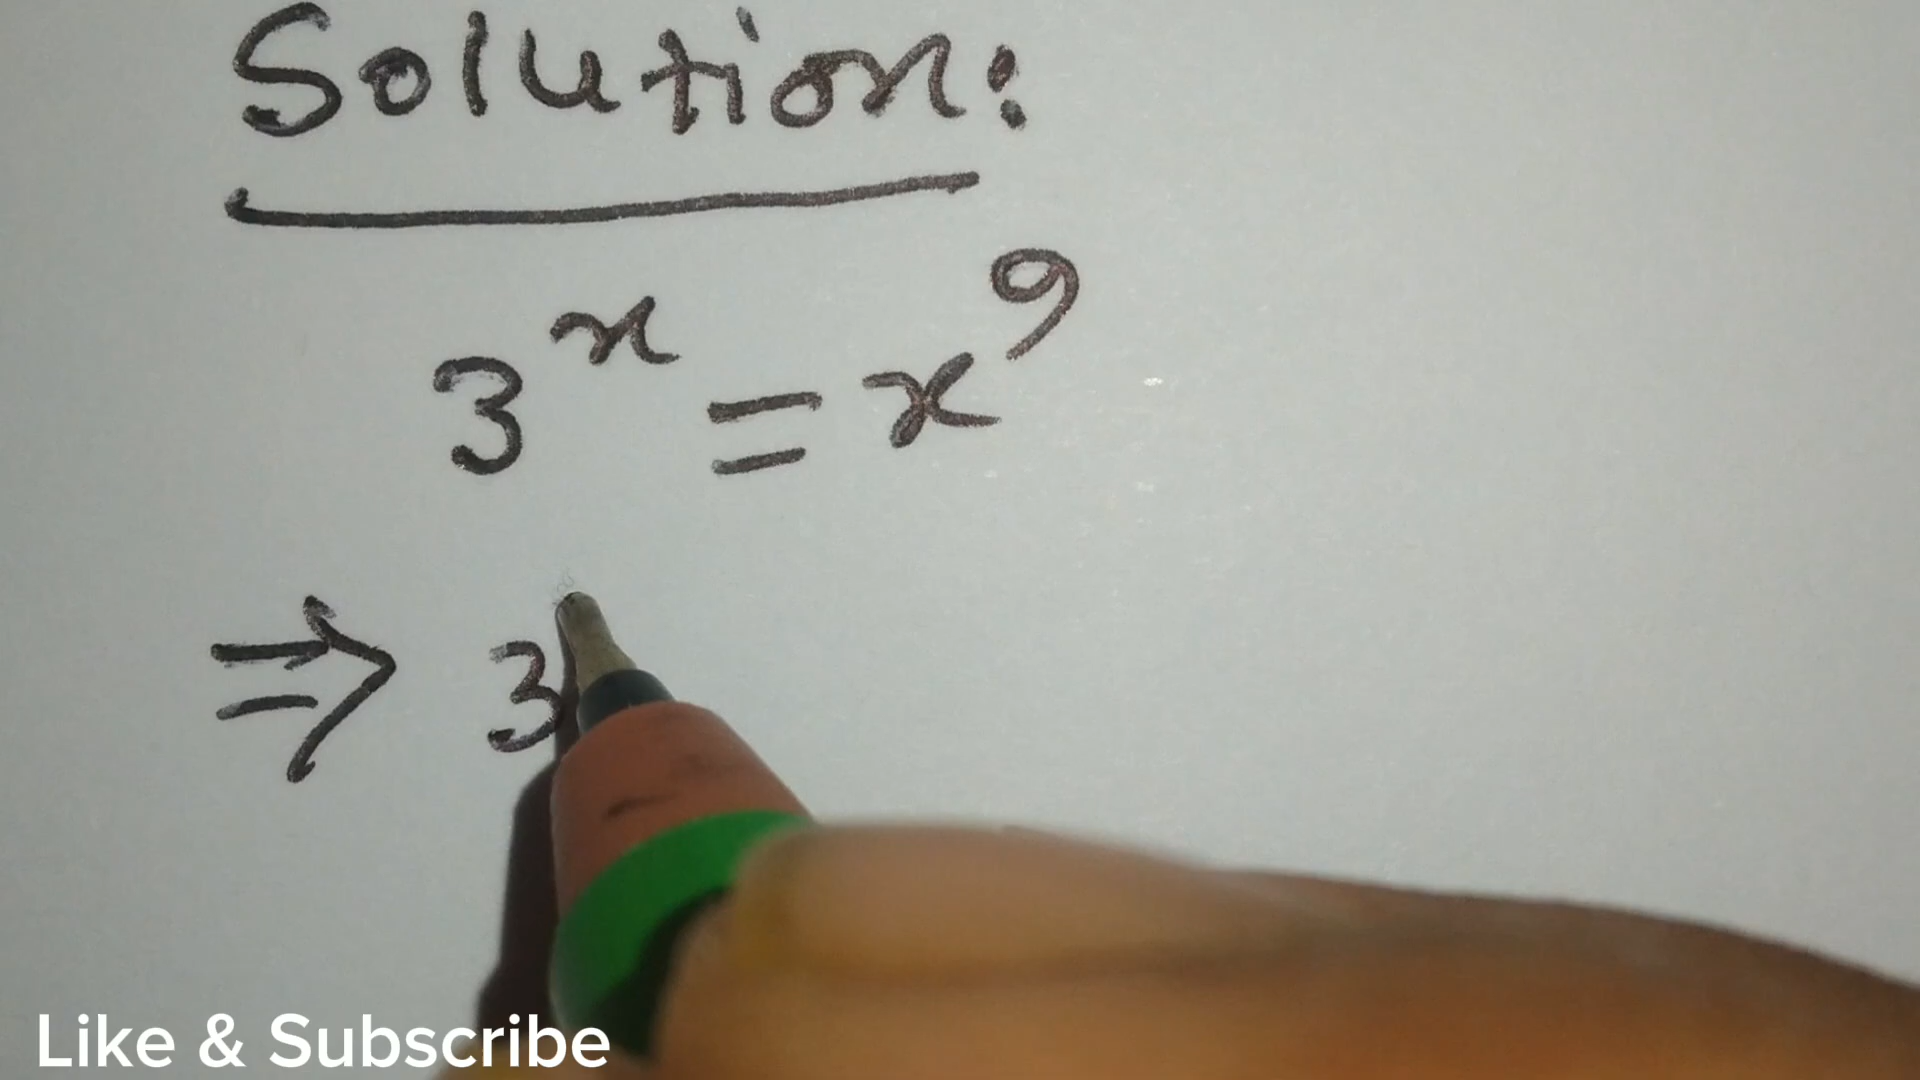 Solution:
3^x = x^9
⇒ 3
Like & Subscribe